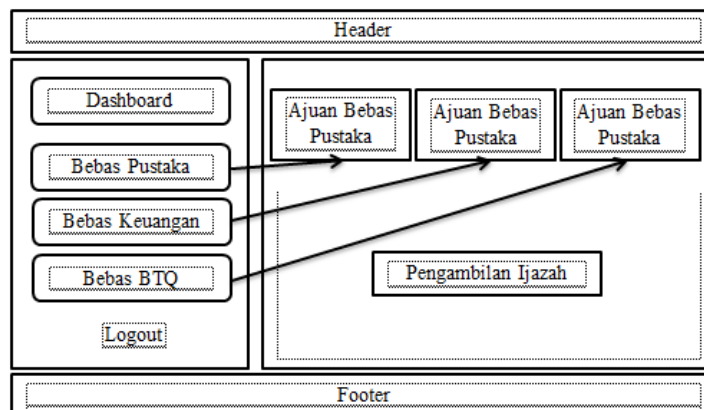 Header
Dashboard
Bebas Pustaka
Bebas Keuangan
Bebas BTQ
Logout
Ajuan Bebas
Pustaka
Ajuan Bebas
Pustaka
Ajuan Bebas
Pustaka
Pengambilan Ijazah
Footer